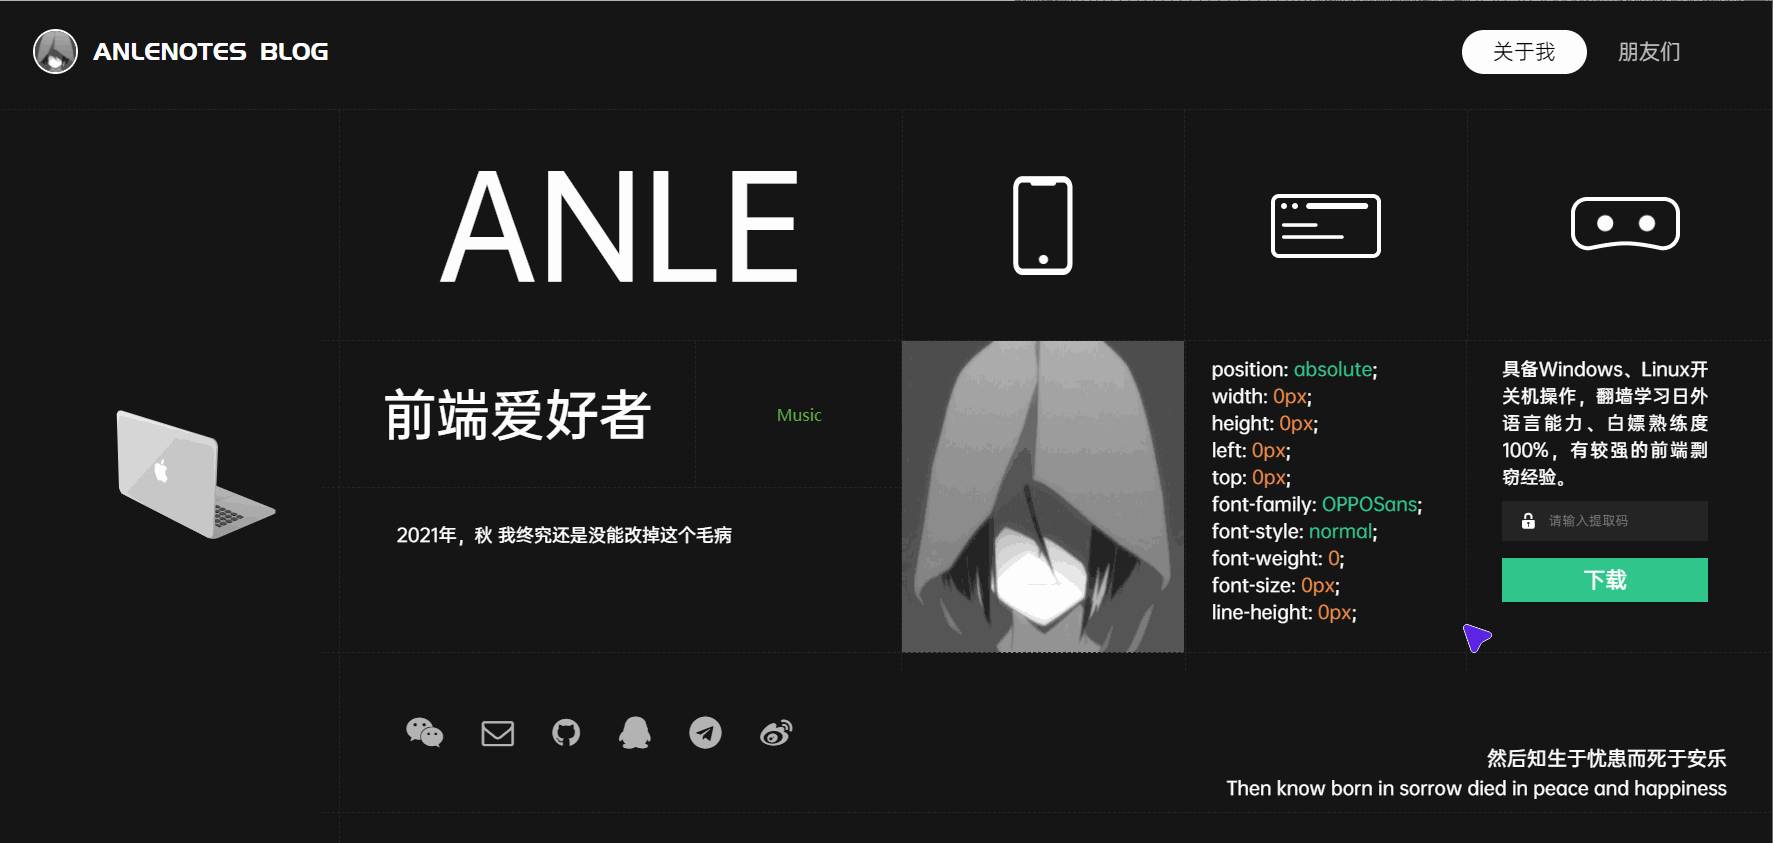 ANLENOTES BLOG
关于我
朋友们
ANLE
前端爱好者
Music
2021年，秋 我终究还是没能改掉这个毛病
position: absolute;
width: 0px;
height: 0px;
left: 0px;
top: 0px;
font-family: OPPOSans;
font-style: normal;
font-weight: 0;
font-size: 0px;
line-height: 0px;
具备Windows、Linux开
关机操作，翻墙学习日外
语言能力、白嫖熟练度
100%，有较强的前端剽
窃经验。
请输入提取码
下载
然后知生于忧患而死于安乐
Then know born in sorrow died in peace and happiness